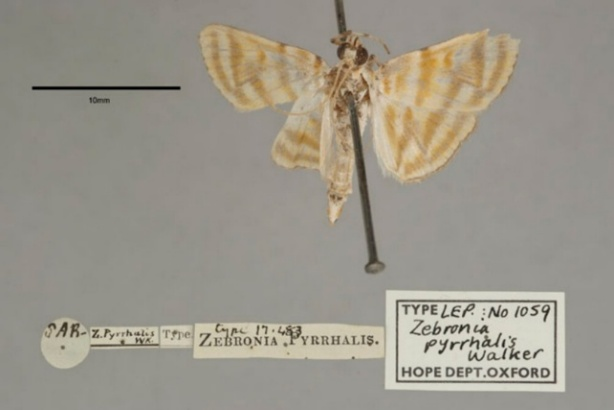 10mm
SAR-
Z. Pyrrhalis
Wk.
Type.
type 17.483
ZEBRONIA PYRRHALIS.
TYPE LEP. : No 1059
Zebronia
pyrrhalis
Walker
HOPE DEPT. OXFORD